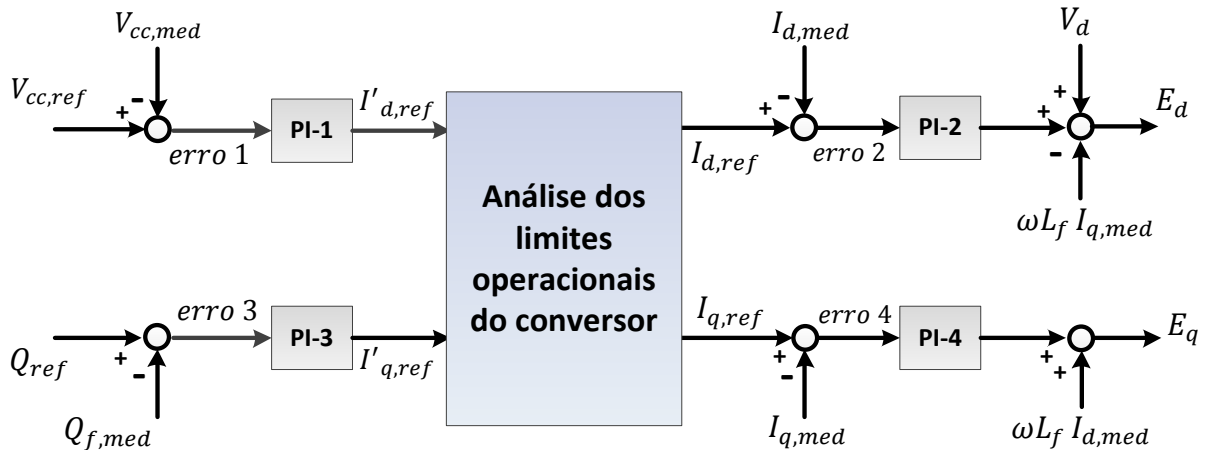 V_{cc,med}
V_{cc,ref}
+
-
erro 1
PI-1
I'_{d,ref}
Q_{ref}
+
-
Q_{f,med}
erro 3
PI-3
I'_{q,ref}
Análise dos
limites
operacionais
do conversor
I_{d,med}
I_{d,ref}
+
-
erro 2
PI-2
V_d
+
+
-
E_d
ωL_f I_{q,med}
I_{q,ref}
+
-
I_{q,med}
erro 4
PI-4
+
+
E_q
ωL_f I_{d,med}